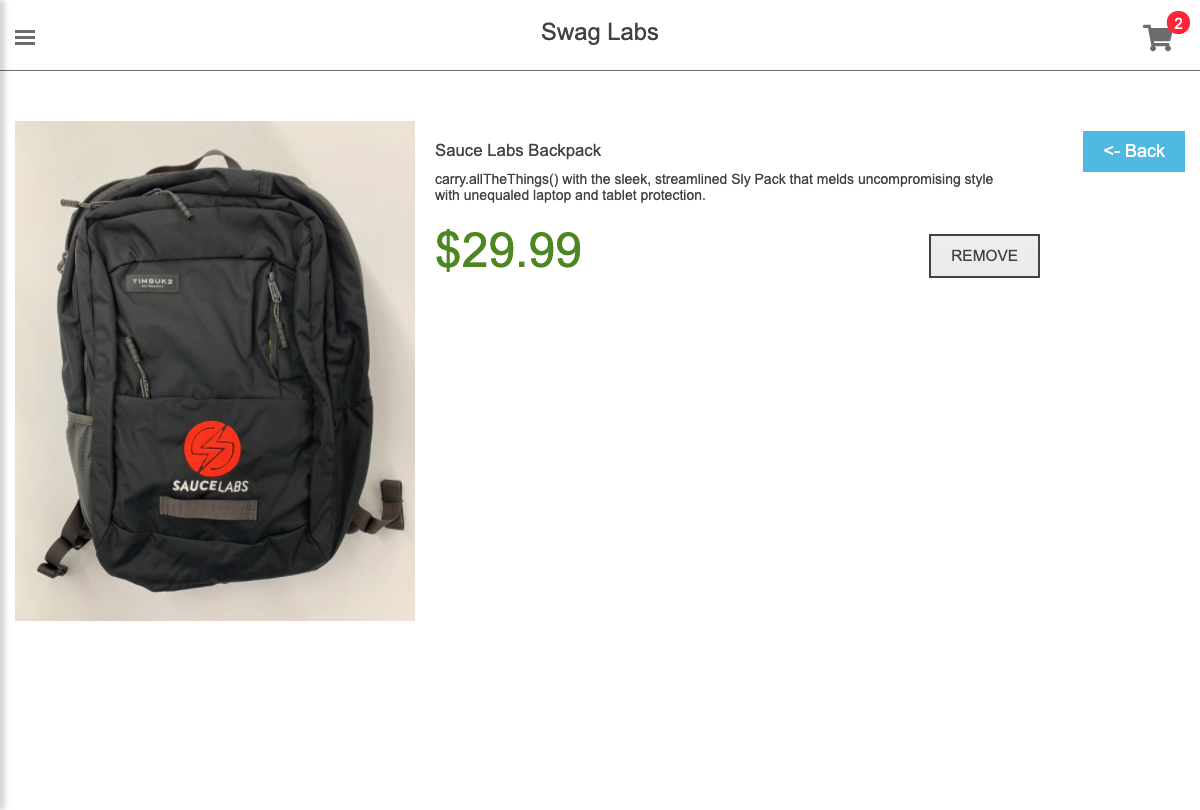 Swag Labs
2
Sauce Labs Backpack
<- Back
carry.allTheThings() with the sleek, streamlined Sly Pack that melds uncompromising style
with unequaled laptop and tablet protection.
$29.99
REMOVE
TIMBUK2
SAUCELABS